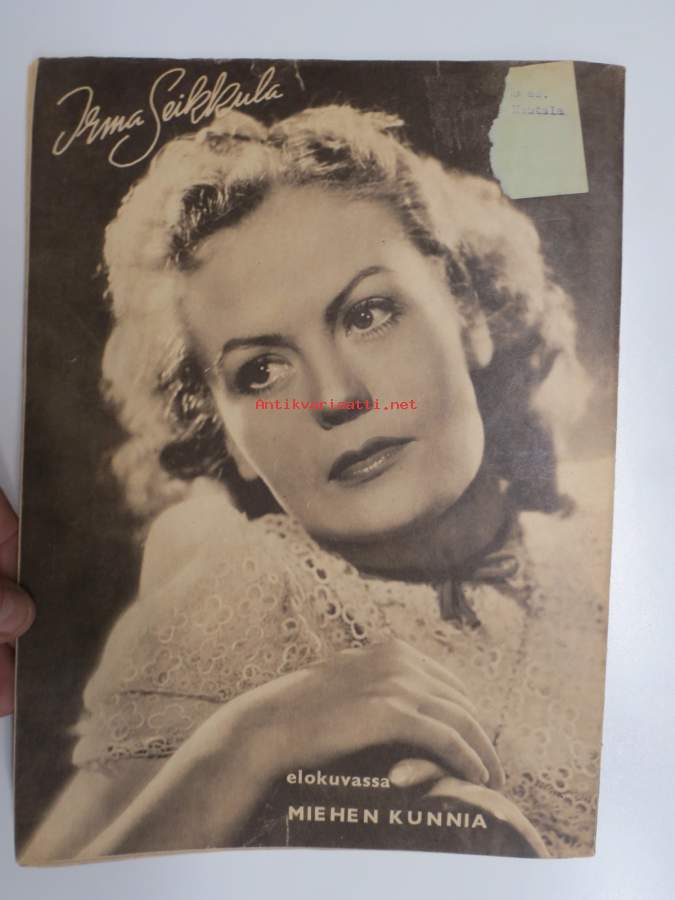 Irma Seikkula
Antikvariaatti.net
elokuvassa
MIEHEN KUNNIA